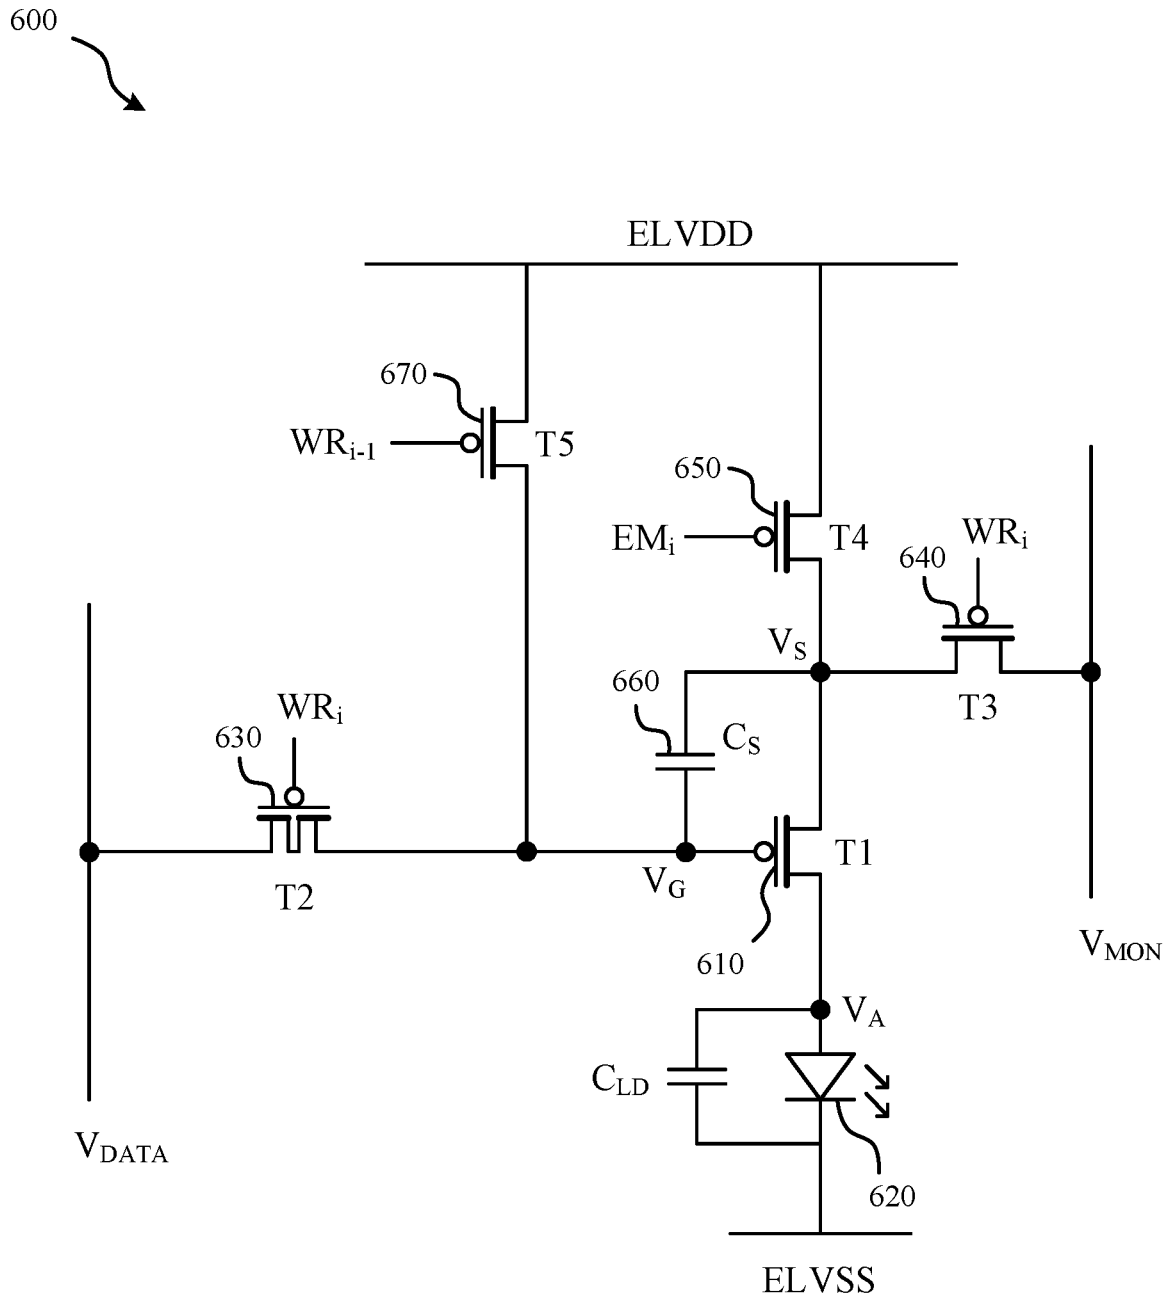 600
ELVDD
670
WRi-1
T5
650
EMi
T4
WRi
640
VS
660
T3
WRi
630
CS
T1
VG
T2
610
VMON
VA
CLD
VDATA
620
ELVSS